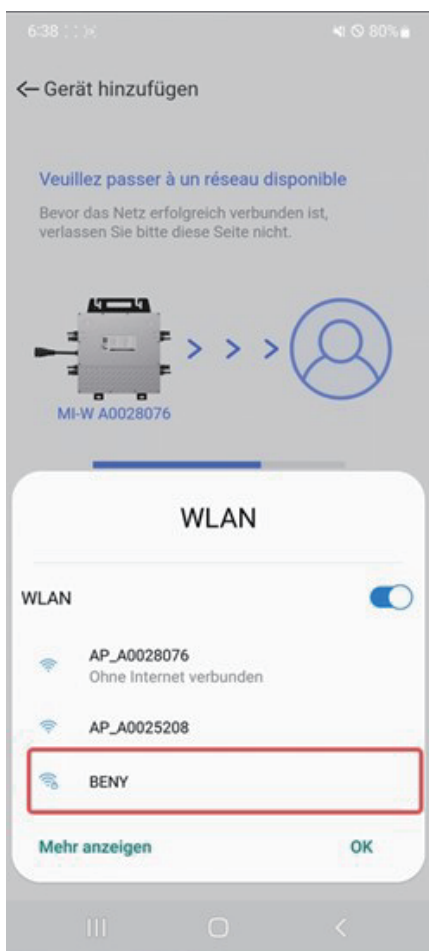 6:38
80%
Gerät hinzufügen
Veuillez passer à un réseau disponible
Bevor das Netz erfolgreich verbunden ist,
verlassen Sie bitte diese Seite nicht.
MI-W A0028076
WLAN
WLAN
AP_A0028076
Ohne Internet verbunden
AP_A0025208
BENY
Mehr anzeigen
OK